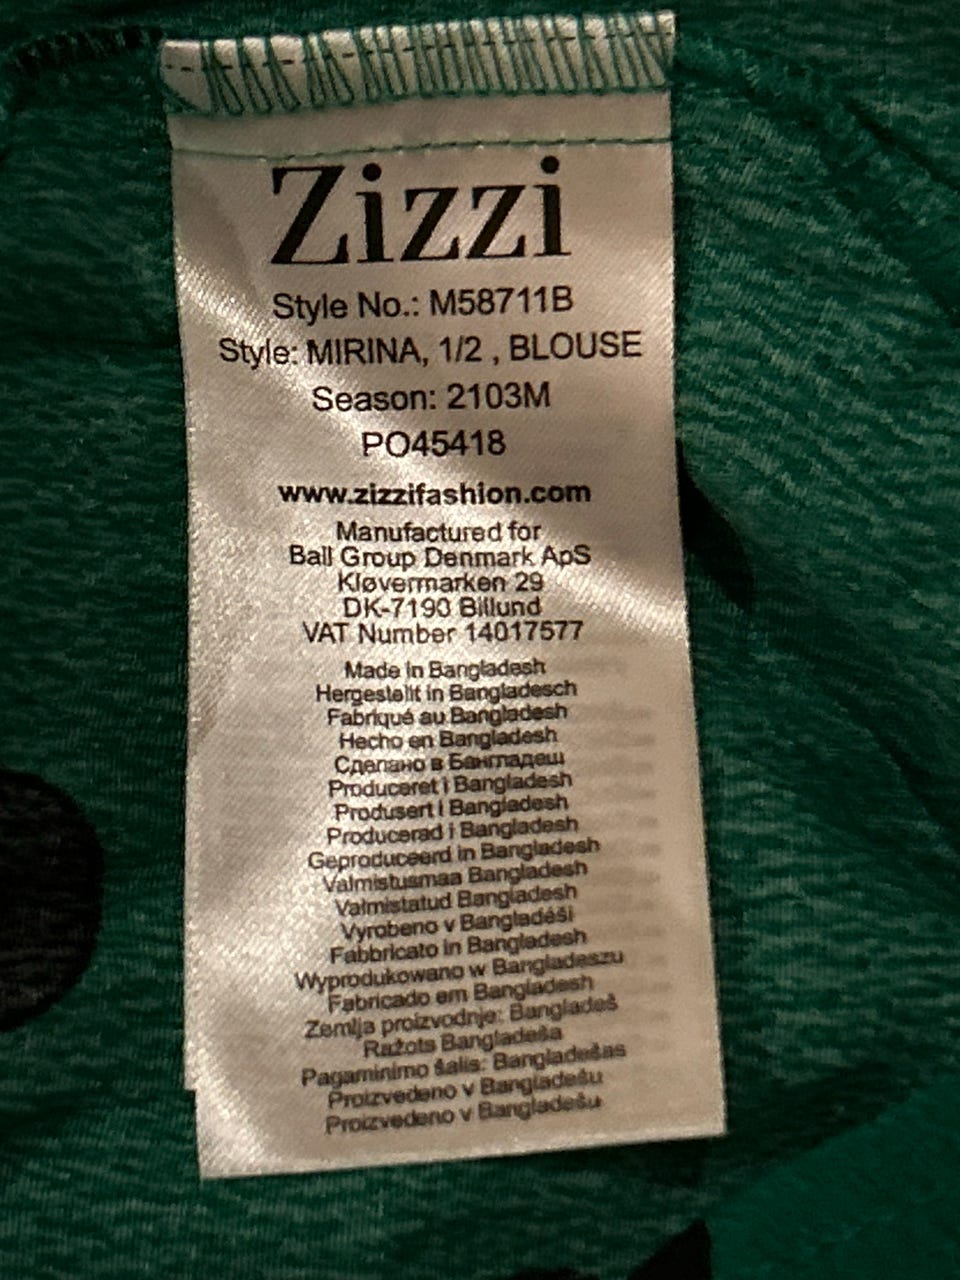 Zizzi
Style No.: M58711B
Style: MIRINA, 1/2 , BLOUSE
Season: 2103M
PO45418
www.zizzifashion.com
Manufactured for
Ball Group Denmark ApS
Kløvermarken 29
DK-7190 Billund
VAT Number 14017577
Made in Bangladesh
Hergestellt in Bangladesch
Fabriqué au Bangladesh
Hecho en Bangladesh
Сделано в Бангладеш
Produceret i Bangladesh
Produsert i Bangladesh
Producerad i Bangladesh
Geproduceerd in Bangladesh
Valmistusmaa Bangladesh
Valmistatud Bangladesh
Vyrobeno v Bangladéši
Fabbricato in Bangladesh
Wyprodukowano w Bangladeszu
Fabricado em Bangladesh
Zemlja proizvodnje: Bangladeš
Ražots Bangladeša
Pagaminimo šalis: Bangladešas
Proizvedeno v Bangladešu
Proizvedeno v Bangladešu